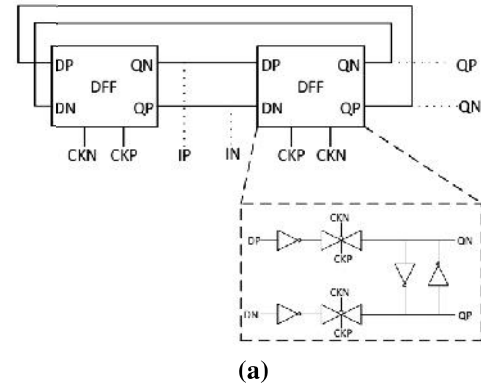 DP QN DP QN QP
DFF DFF
DN QP DN QP QN
CKN CKP IP IN CKP CKN
CKN
DP QN
CKP
CKN
DN QP
CKP
(a)